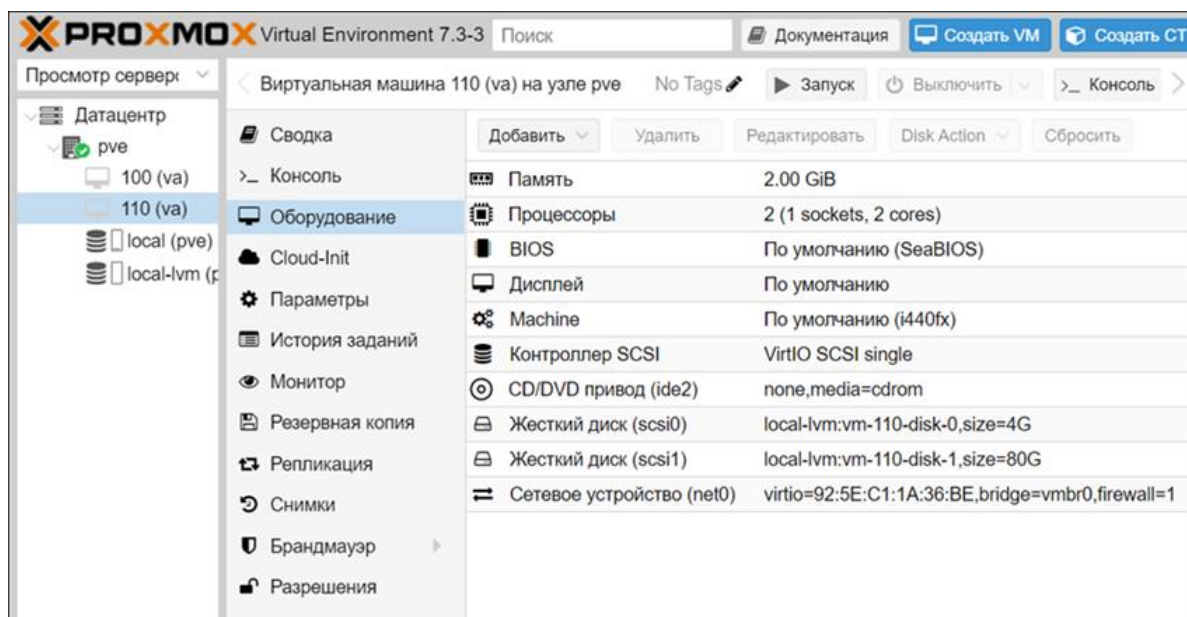 PROXMOX Virtual Environment 7.3-3 Поиск Документация Создать VM Создать CT
Просмотр серверс
Датацентр
pve
100 (va)
110 (va)
local (pve)
local-lvm (p
Виртуальная машина 110 (va) на узле pve No Tags Запуск Выключить >_ Консоль
Сводка
>_ Консоль
Оборудование
Cloud-Init
Параметры
История заданий
Монитор
Резервная копия
Репликация
Снимки
Брандмауэр
Разрешения
Добавить Удалить Редактировать Disk Action Сбросить
Память 2.00 GiB
Процессоры 2 (1 sockets, 2 cores)
BIOS По умолчанию (SeaBIOS)
Дисплей По умолчанию
Machine По умолчанию (i440fx)
Контроллер SCSI VirtIO SCSI single
CD/DVD привод (ide2) none,media=cdrom
Жесткий диск (scsi0) local-lvm:vm-110-disk-0,size=4G
Жесткий диск (scsi1) local-lvm:vm-110-disk-1,size=80G
Сетевое устройство (net0) virtio=92:5E:C1:1A:36:BE,bridge=vmbr0,firewall=1